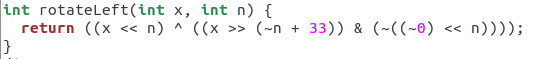 int rotateLeft(int x, int n) {
  return ((x << n) ^ ((x >> (~n + 33)) & (~((~0) << n))));
}